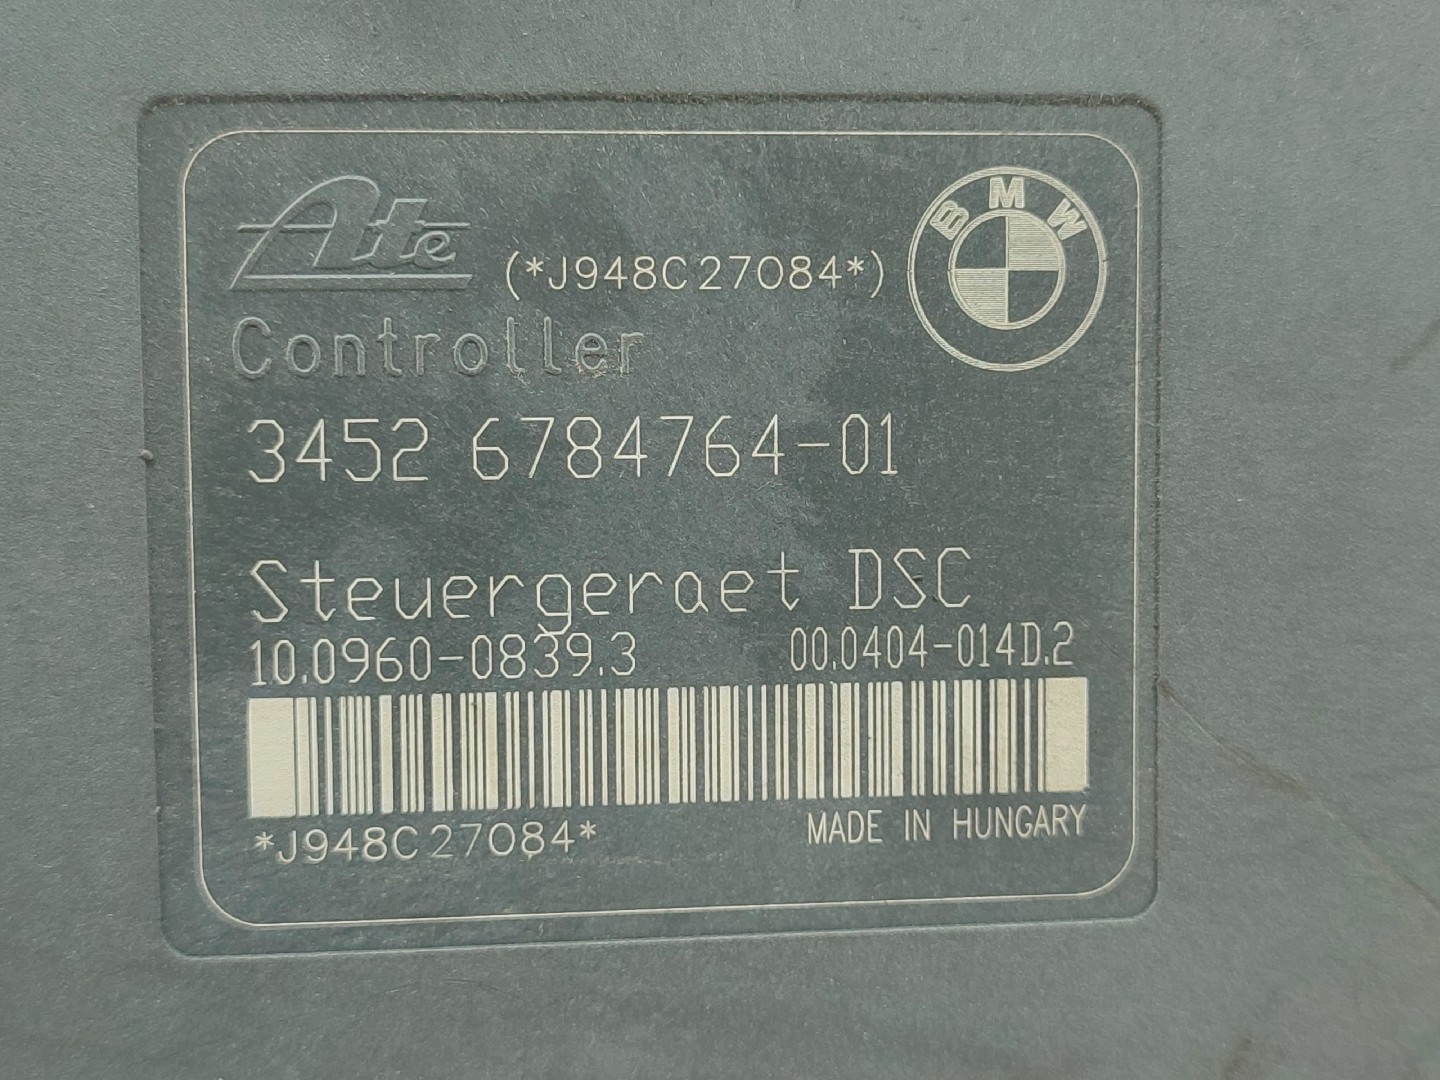 Ate
(*J948C27084*)
BMW
Controller
3452 6784764-01
Steuergeraet DSC
10.0960-0839.3 00.0404-014D.2
*J948C27084*
MADE IN HUNGARY